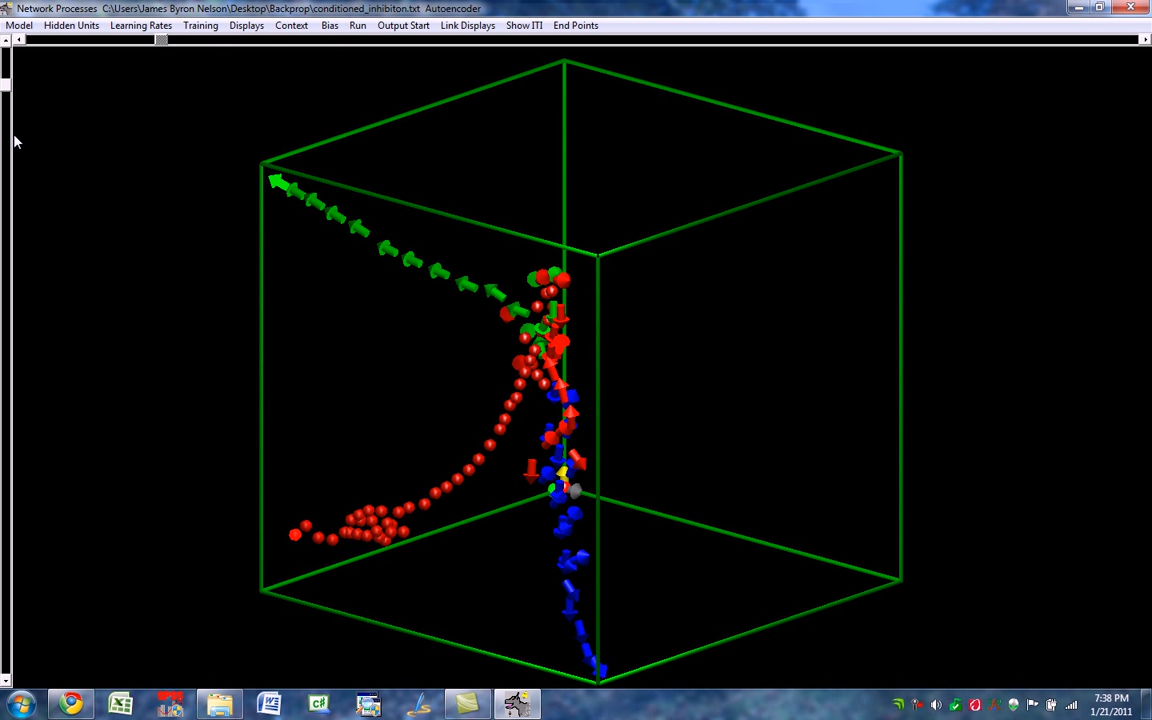 Network Processes C:\Users\James Byron Nelson\Desktop\Backprop\conditioned_inhibiton.txt Autoencoder
Model Hidden Units Learning Rates Training Displays Context Bias Run Output Start Link Displays Show ITI End Points
7:38 PM
1/21/2011